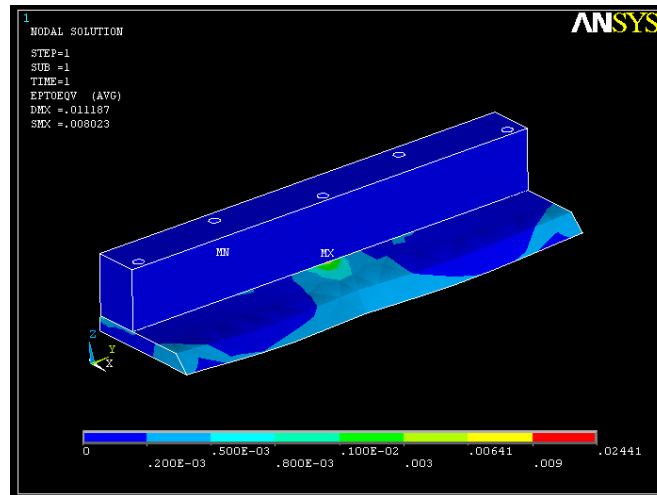 1
ANSYS
NODAL SOLUTION
STEP=1
SUB =1
TIME=1
EPTOEQV (AVG)
DMX =.011187
SMX =.008023
MN
MX
Z
Y
X
0 .500E-03 .100E-02 .00641 .02441
.200E-03 .800E-03 .003 .009